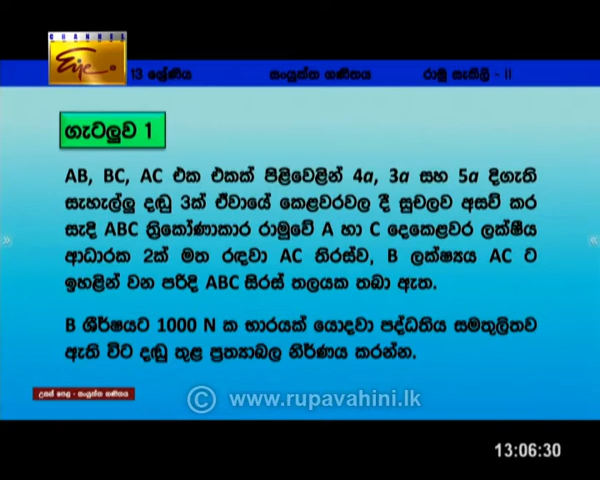 CHANNEL
Eye
13 ශ්‍රේණිය සංයුක්ත ගණිතය රාමු සැකිලි - II
ගැටලුව 1
AB, BC, AC එක එකක් පිළිවෙළින් 4a, 3a සහ 5a දිගැති
සැහැල්ලු දඬු 3ක් ඒවායේ කෙළවරවල දී සුචලව අසව් කර
සැදි ABC ත්‍රිකෝණාකාර රාමුවේ A හා C දෙකෙළවර ලක්ෂීය
ආධාරක 2ක් මත රඳවා AC තිරස්ව, B ලක්ෂ්‍යය AC ට
ඉහළින් වන පරිදි ABC සිරස් තලයක තබා ඇත.
B ශීර්ෂයට 1000 N ක භාරයක් යොදවා පද්ධතිය සමතුලිතව
ඇති විට දඬු තුළ ප්‍රත්‍යාබල නිර්ණය කරන්න.
උසස් පෙළ - සංයුක්ත ගණිතය
© www.rupavahini.lk
13:06:30